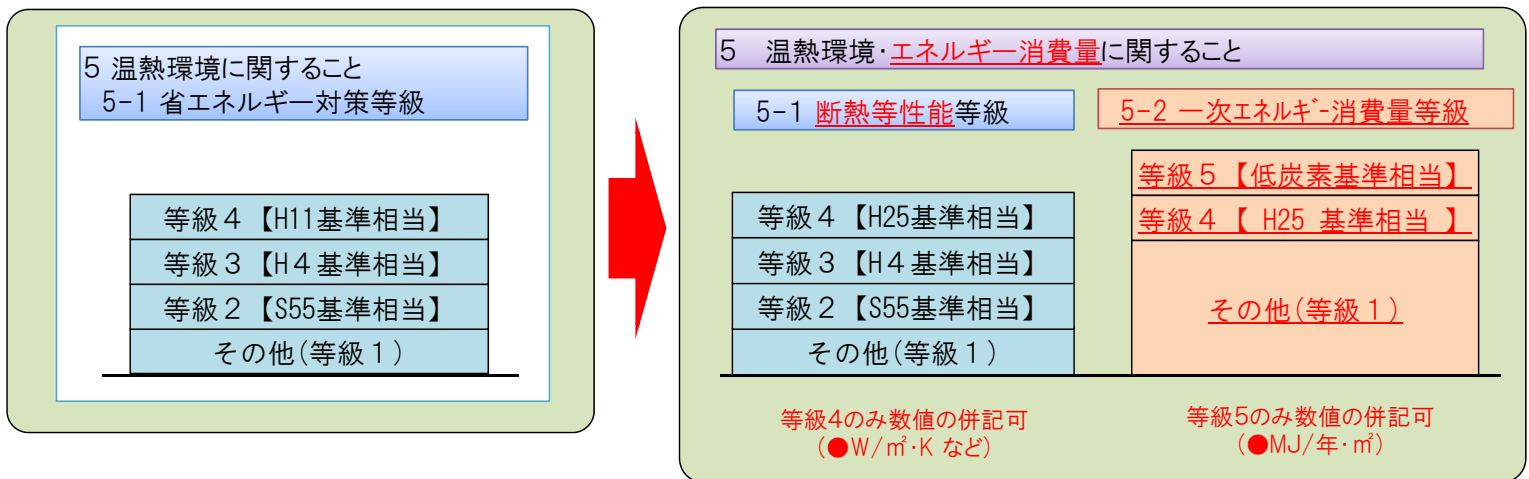 5 温熱環境に関すること
5-1 省エネルギー対策等級
等級４【H11基準相当】
等級３【H４基準相当】
等級２【S55基準相当】
その他（等級１）
5　温熱環境・エネルギー消費量に関すること
5-1 断熱等性能等級
等級４【H25基準相当】
等級３【H４基準相当】
等級２【S55基準相当】
その他（等級１）
等級4のみ数値の併記可
（●W/㎡・K など）
5-2 一次ｴﾈﾙｷﾞｰ消費量等級
等級５【低炭素基準相当】
等級４【 H25 基準相当 】
その他（等級１）
等級5のみ数値の併記可
（●MJ/年・㎡）